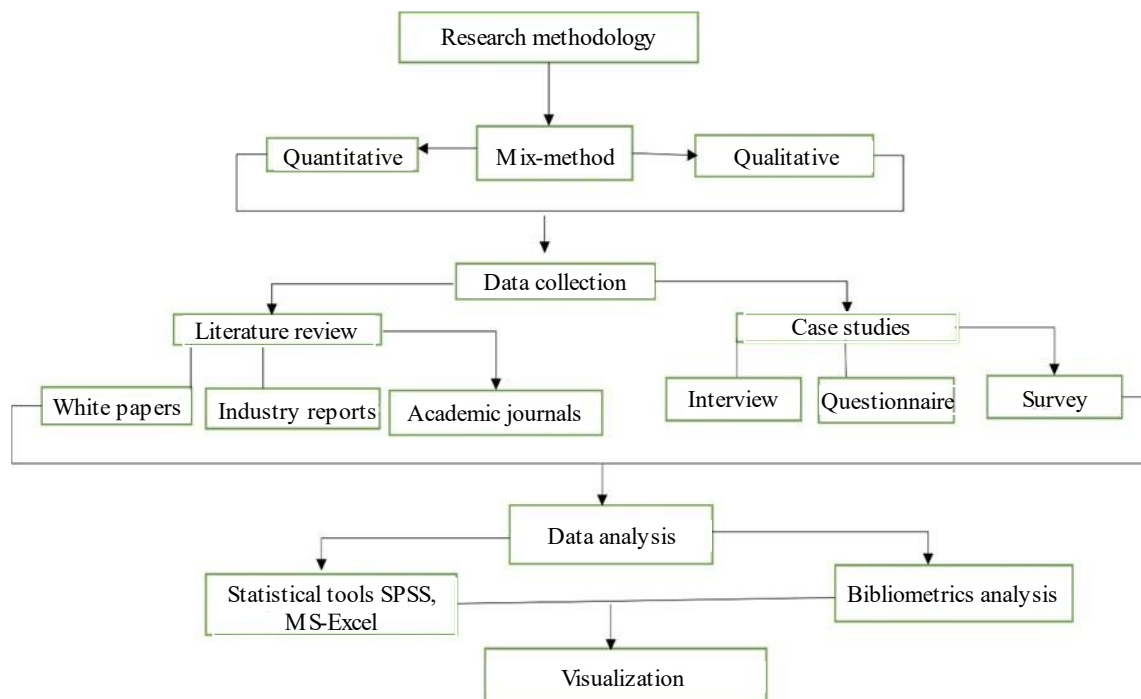 Research methodology
Quantitative
Mix-method
Qualitative
Data collection
Literature review
Case studies
White papers
Industry reports
Academic journals
Interview
Questionnaire
Survey
Data analysis
Statistical tools SPSS,
MS-Excel
Bibliometrics analysis
Visualization